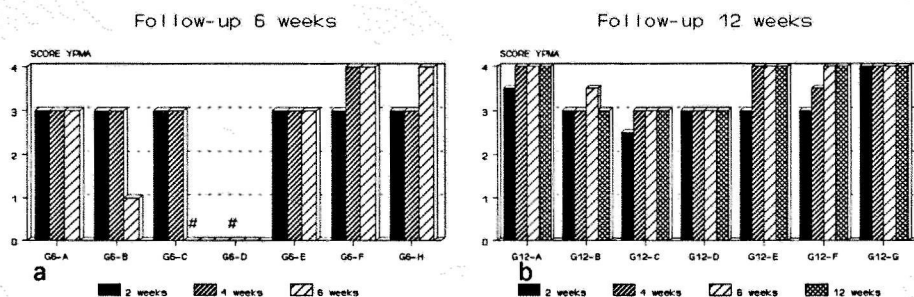 Follow-up 6 weeks
SCORE YPMA
4
3
2
1
0
# #
G6-A G6-B G6-C G6-D G6-E G6-F G6-H
a
2 weeks 4 weeks 6 weeks
Follow-up 12 weeks
SCORE YPMA
4
3
2
1
0
G12-A G12-B G12-C G12-D G12-E G12-F G12-G
b
2 weeks 4 weeks 6 weeks 12 weeks